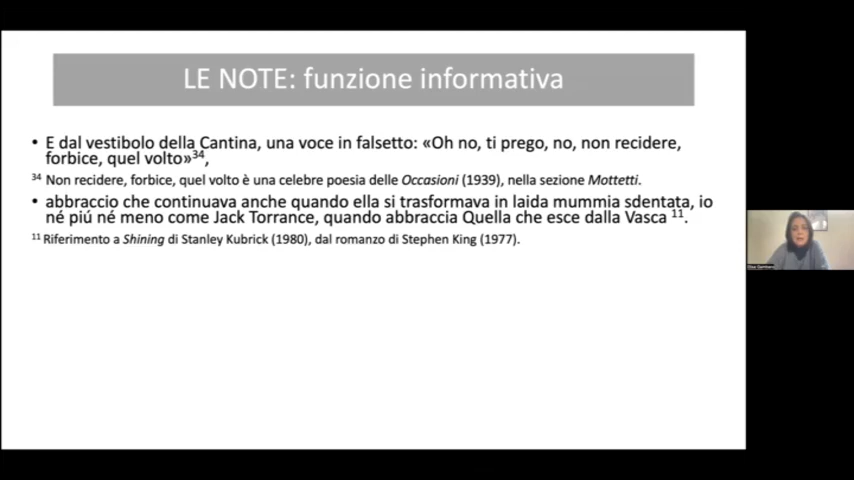 LE NOTE: funzione informativa
• E dal vestibolo della Cantina, una voce in falsetto: «Oh no, ti prego, no, non recidere,
forbice, quel volto»³⁴,
³⁴ Non recidere, forbice, quel volto è una celebre poesia delle Occasioni (1939), nella sezione Mottetti.
• abbraccio che continuava anche quando ella si trasformava in laida mummia sdentata, io
né piú né meno come Jack Torrance, quando abbraccia Quella che esce dalla Vasca ¹¹.
¹¹ Riferimento a Shining di Stanley Kubrick (1980), dal romanzo di Stephen King (1977).